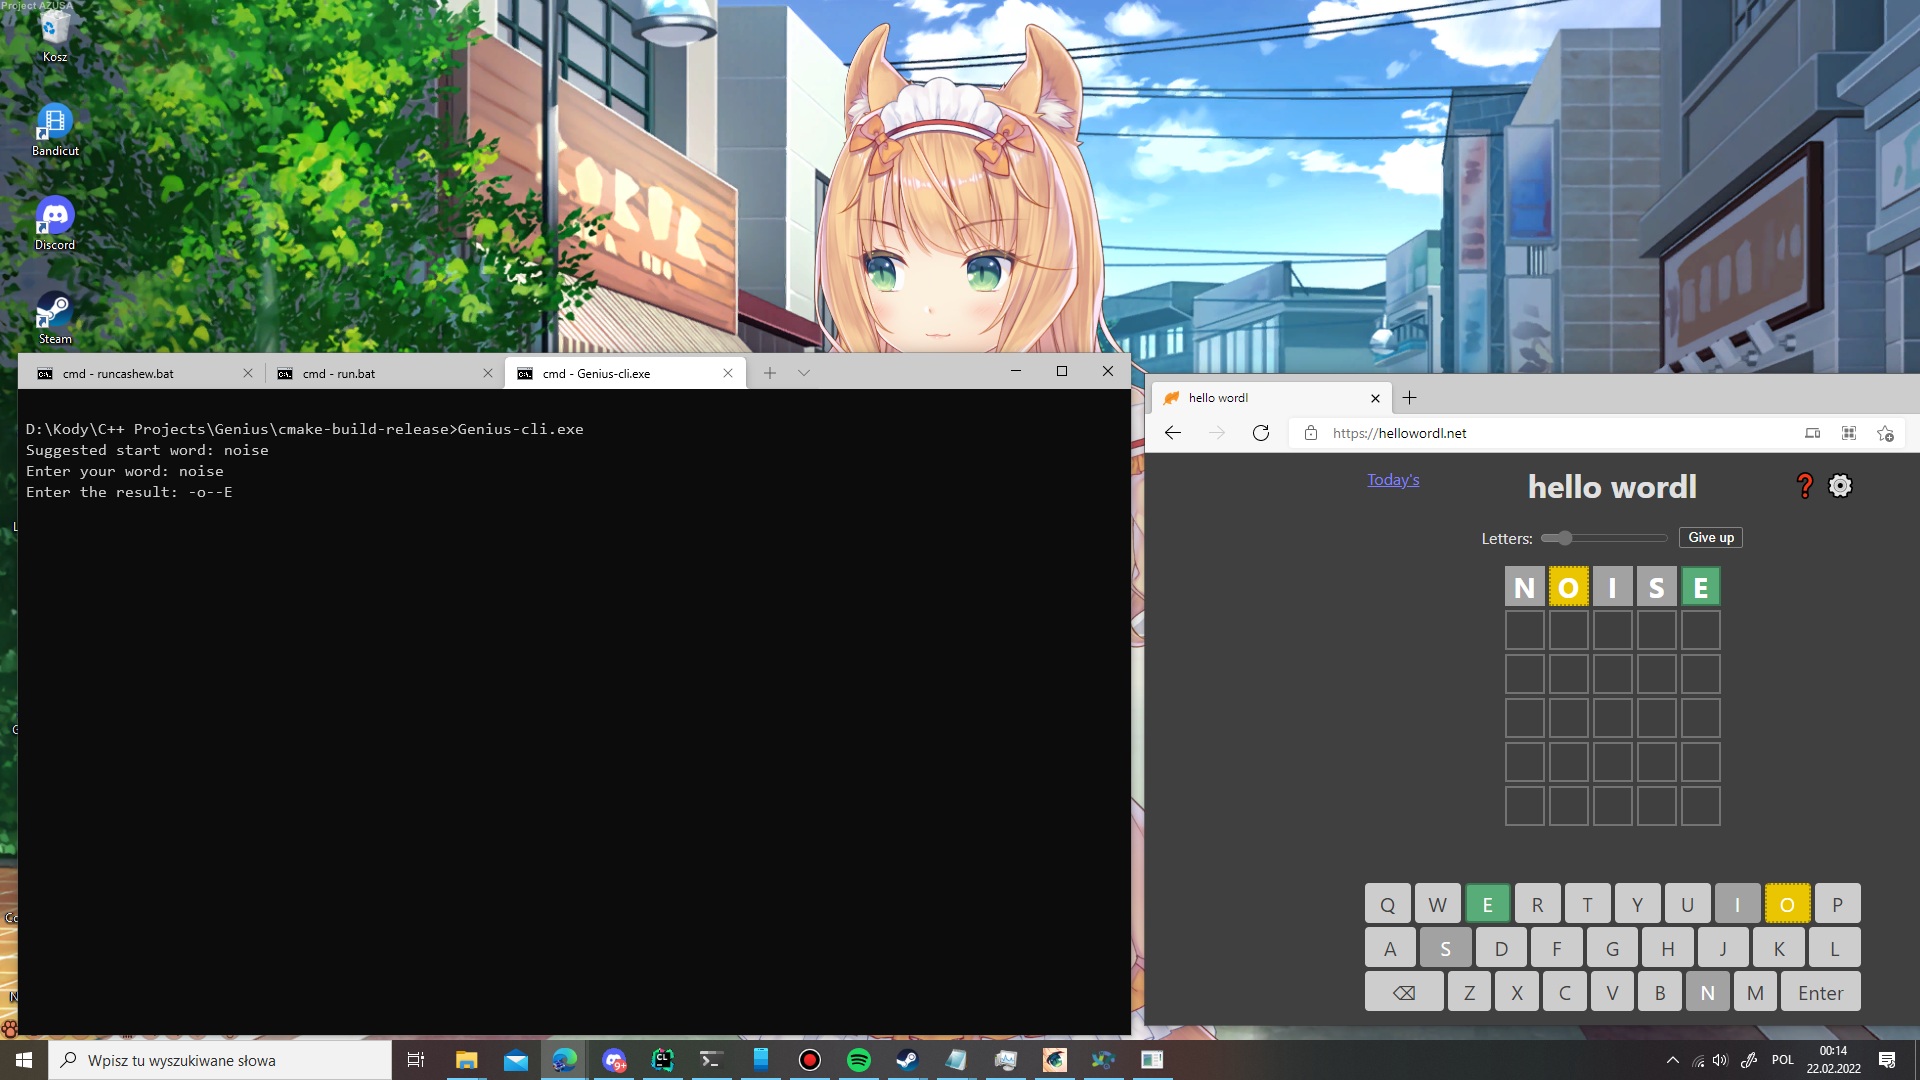 Project AZUSA
Kosz
Bandicut
Discord
Steam
cmd - runcashew.bat
cmd - run.bat
cmd - Genius-cli.exe
D:\Kody\C++ Projects\Genius\cmake-build-release>Genius-cli.exe
Suggested start word: noise
Enter your word: noise
Enter the result: -o--E
hello wordl
https://hellowordl.net
Today's
hello wordl
Letters:
Give up
N O I S E
Q W E R T Y U I O P
A S D F G H J K L
⌫ Z X C V B N M Enter
Wpisz tu wyszukiwane słowa
9+
POL
00:14
22.02.2022